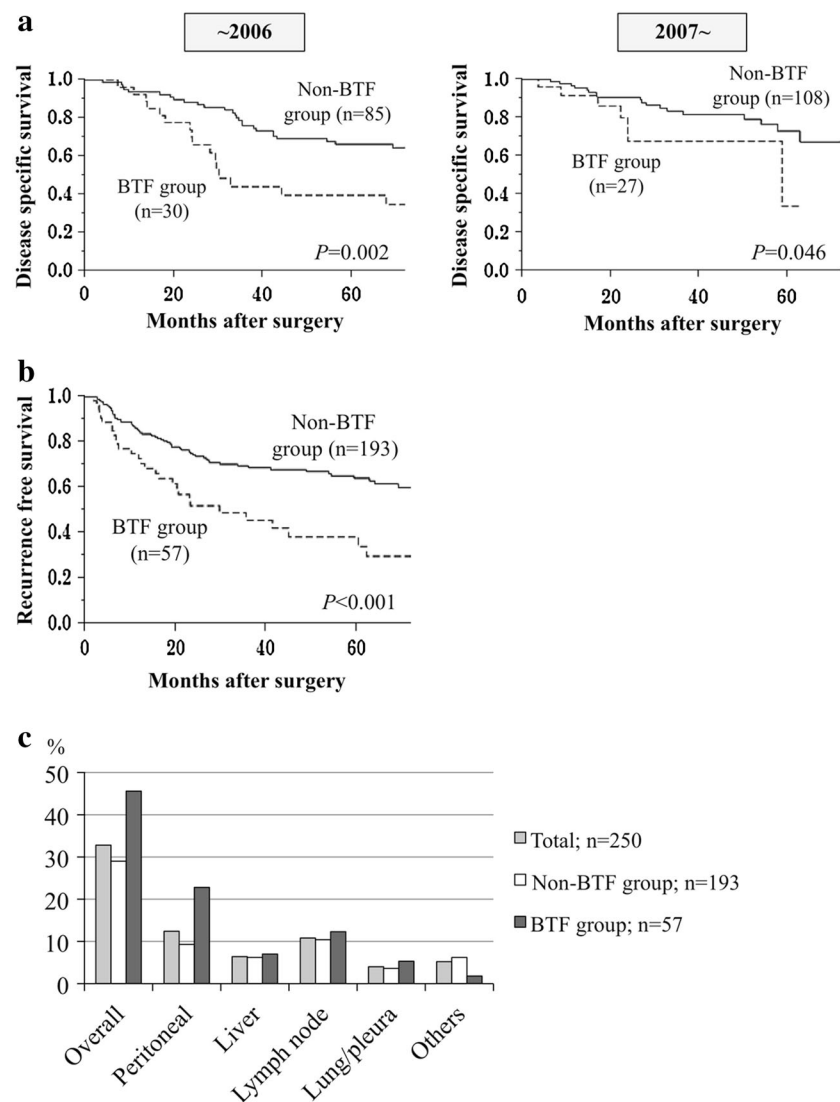 a
~2006
2007~
Disease specific survival
1.0
0.8
0.6
0.4
0.2
0.0
Non-BTF
group (n=85)
BTF group
(n=30)
P=0.002
0 20 40 60
Months after surgery
Disease specific survival
1.0
0.8
0.6
0.4
0.2
0.0
Non-BTF
group (n=108)
BTF group
(n=27)
P=0.046
0 20 40 60
Months after surgery
b
Recurrence free survival
1.0
0.8
0.6
0.4
0.2
0.0
Non-BTF
group (n=193)
BTF group
(n=57)
P<0.001
0 20 40 60
Months after surgery
c
%
50
40
30
20
10
0
Overall
Peritoneal
Liver
Lymph node
Lung/pleura
Others
Total; n=250
Non-BTF group; n=193
BTF group; n=57